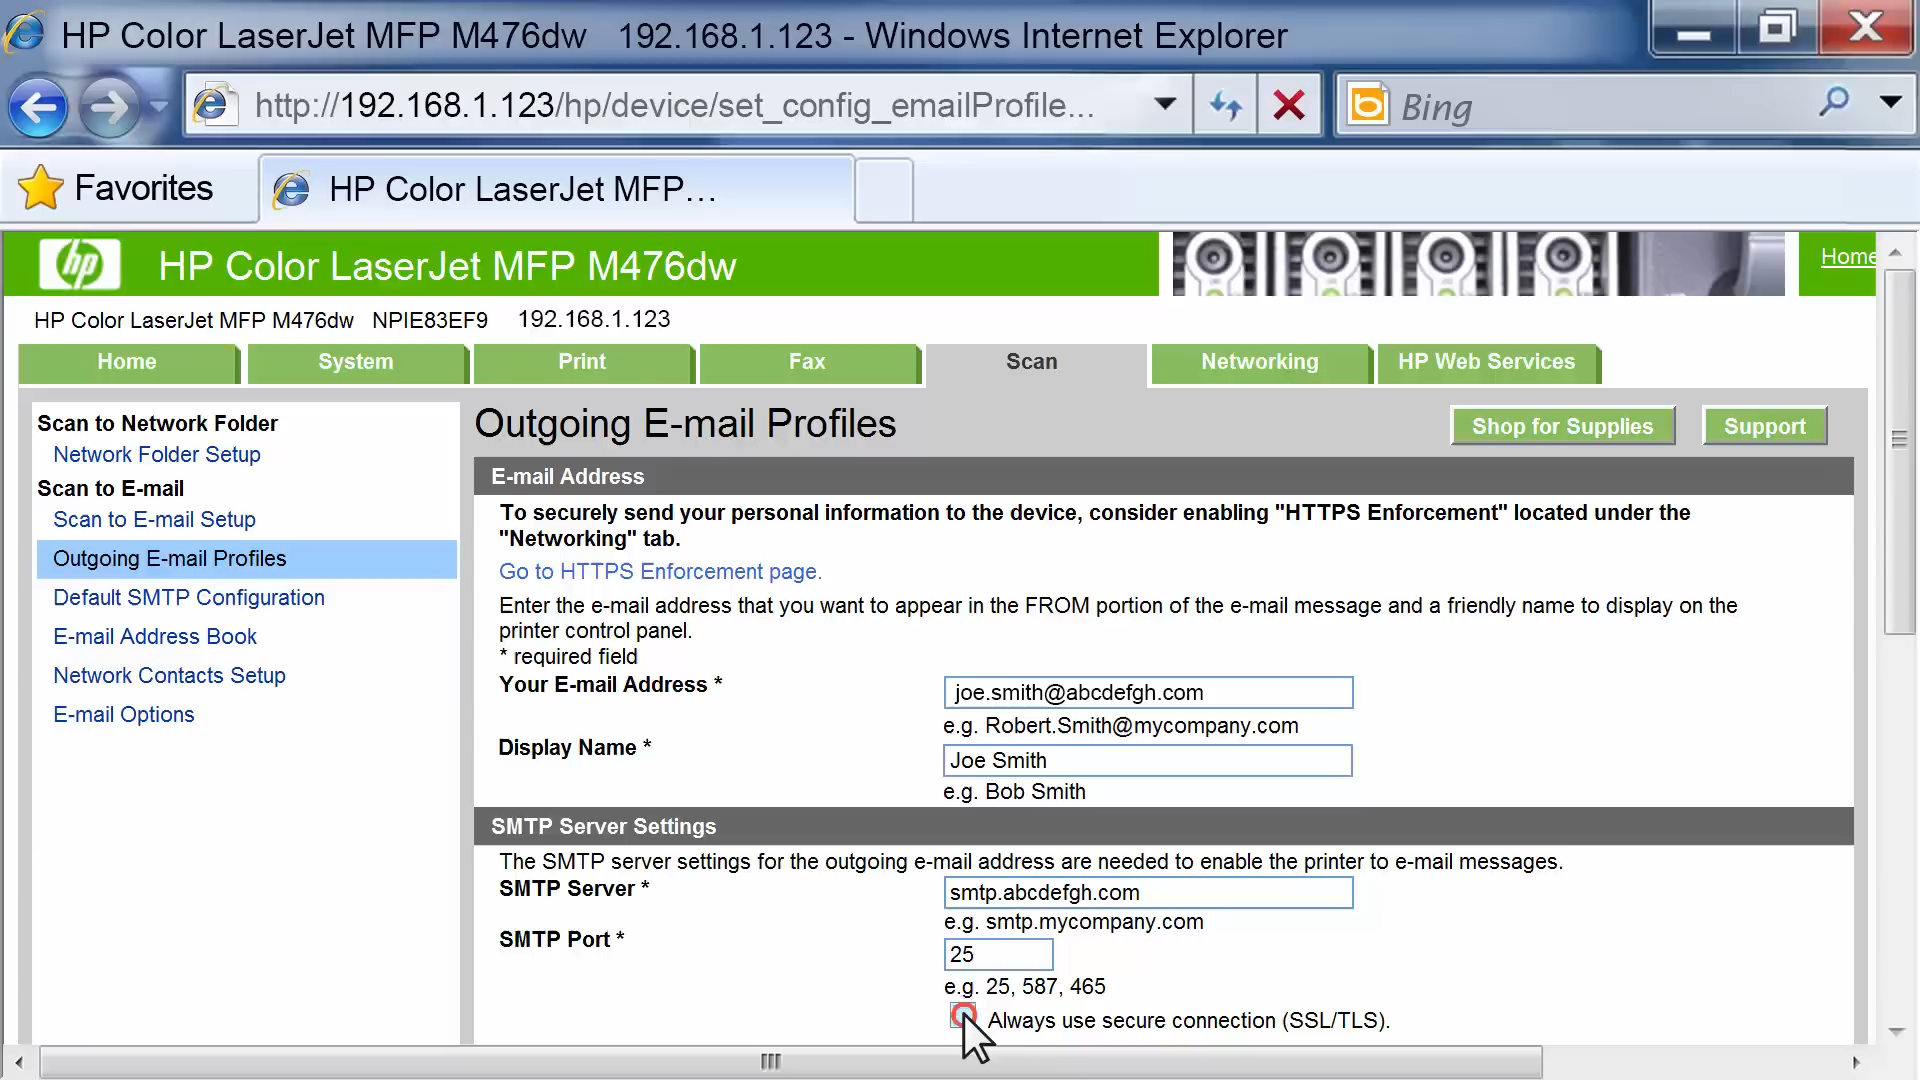 HP Color LaserJet MFP M476dw   192.168.1.123 - Windows Internet Explorer
http://192.168.1.123/hp/device/set_config_emailProfile...
Bing
Favorites
HP Color LaserJet MFP...
hp
HP Color LaserJet MFP M476dw
Home
HP Color LaserJet MFP M476dw   NPIE83EF9   192.168.1.123
Home   System   Print   Fax   Scan   Networking   HP Web Services
Scan to Network Folder
Network Folder Setup
Scan to E-mail
Scan to E-mail Setup
Outgoing E-mail Profiles
Default SMTP Configuration
E-mail Address Book
Network Contacts Setup
E-mail Options
Outgoing E-mail Profiles
Shop for Supplies   Support
E-mail Address
To securely send your personal information to the device, consider enabling "HTTPS Enforcement" located under the
"Networking" tab.
Go to HTTPS Enforcement page.
Enter the e-mail address that you want to appear in the FROM portion of the e-mail message and a friendly name to display on the
printer control panel.
* required field
Your E-mail Address *
joe.smith@abcdefgh.com
e.g. Robert.Smith@mycompany.com
Display Name *
Joe Smith
e.g. Bob Smith
SMTP Server Settings
The SMTP server settings for the outgoing e-mail address are needed to enable the printer to e-mail messages.
SMTP Server *
smtp.abcdefgh.com
e.g. smtp.mycompany.com
SMTP Port *
25
e.g. 25, 587, 465
Always use secure connection (SSL/TLS).